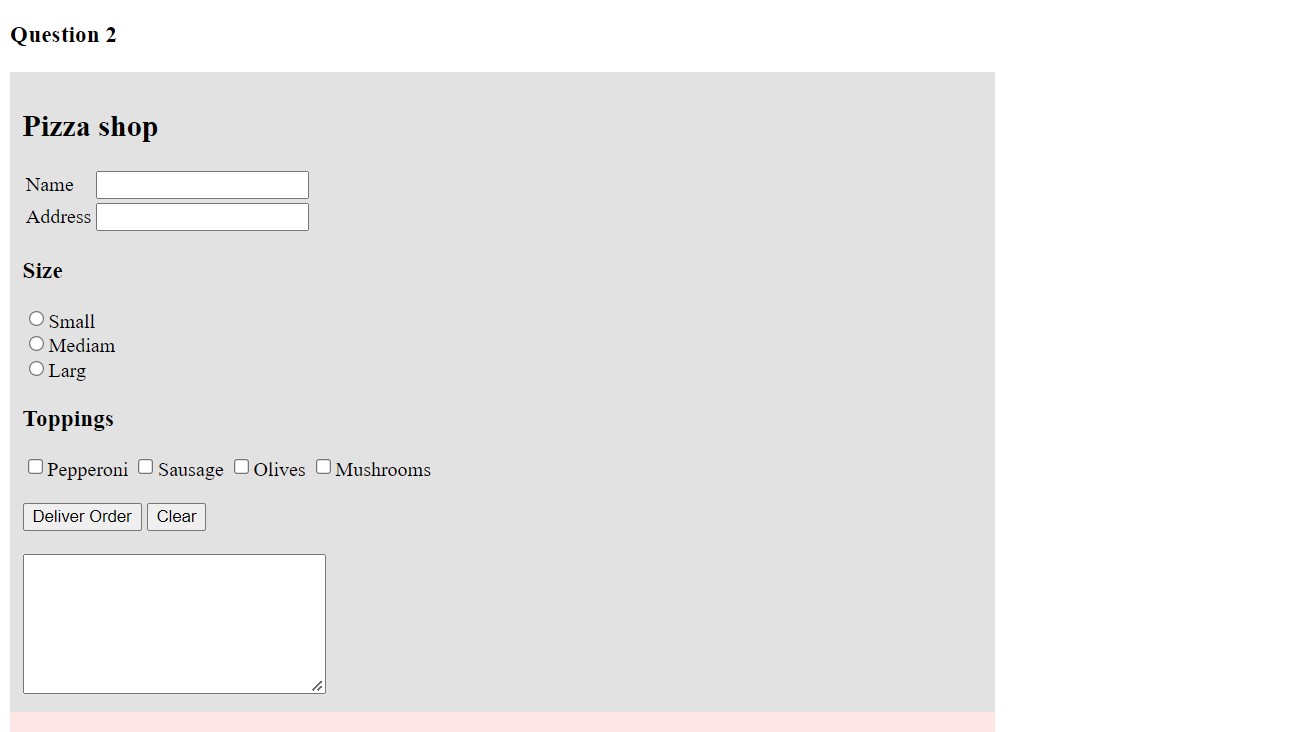 Question 2
Pizza shop
Name
Address
Size
Small
Mediam
Larg
Toppings
Pepperoni Sausage Olives Mushrooms
Deliver Order Clear